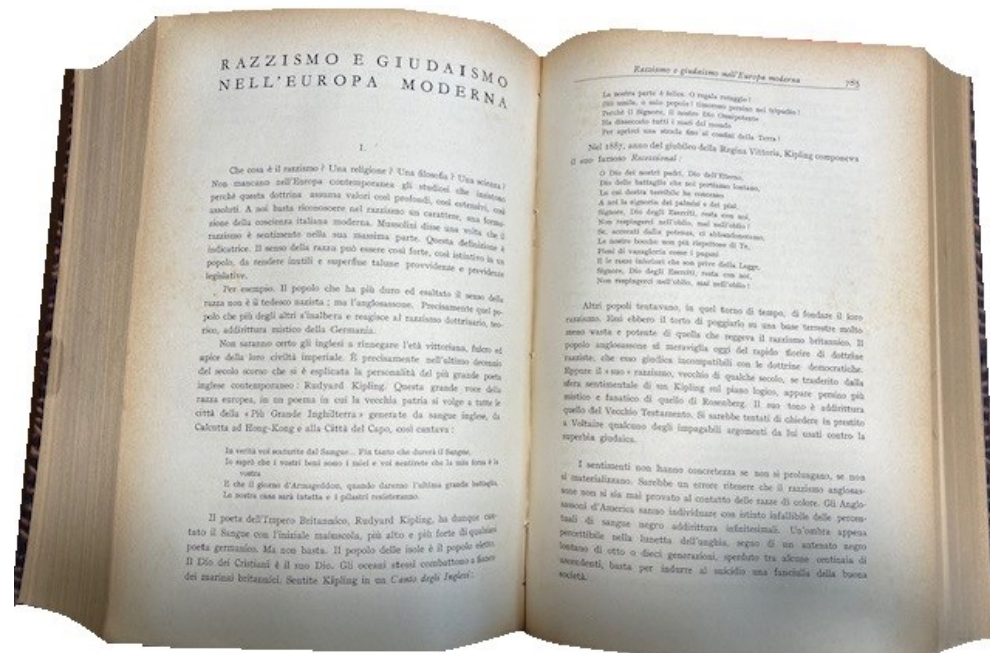 RAZZISMO E GIUDAISMO
NELL'EUROPA MODERNA
I.
Che cosa è il razzismo? Una religione? Una filosofia? Una scienza?
Non mancano nell'Europa contemporanea gli studiosi che insistono
perchè questa dottrina assuma valori così profondi, così estensivi, così
assoluti. A noi basta riconoscere nel razzismo un carattere, una forma-
zione della coscienza italiana moderna. Mussolini disse una volta che il
razzismo è sentimento nella sua massima parte. Questa definizione è
indicatrice. Il senso della razza può essere così forte, così istintivo in un
popolo, da rendere inutili e superflue talune provvidenze e previdenze
legislative.
Per esempio. Il popolo che ha più duro ed esaltato il senso della
razza non è il tedesco nazista; ma l'anglosassone. Precisamente quel po-
polo che più degli altri s'inalbera e reagisce al razzismo dottrinario, teo-
rico, addirittura mistico della Germania.
Non saranno certo gli inglesi a rinnegare l'età vittoriana, fulcro ed
apice della loro civiltà imperiale. È precisamente nell'ultimo decennio
del secolo scorso che si è esplicata la personalità del più grande poeta
inglese contemporaneo: Rudyard Kipling. Questa grande voce della
razza europea, in un poema in cui la vecchia patria si volge a tutte le
città della «Più Grande Inghilterra» generate da sangue inglese, da
Calcutta ad Hong-Kong e alla Città del Capo, così cantava:
In verità voi scaturite dal Sangue... Fin tanto che durerà il Sangue.
Io saprò che i vostri beni sono i miei e voi sentirete che la mia forza è la
vostra
E che il giorno d'Armageddon, quando daremo l'ultima grande battaglia,
La nostra casa sarà intatta e i pilastri resisteranno.
Il poeta dell'Impero Britannico, Rudyard Kipling, ha dunque can-
tato il Sangue con l'iniziale maiuscola, più alto e più forte di qualsiasi
poeta germanico. Ma non basta. Il popolo delle isole è il popolo eletto.
Il Dio dei Cristiani è il suo Dio. Gli oceani stessi combattono a fianco
dei marinai britannici. Sentite Kipling in un Canto degli Inglesi:
Razzismo e giudaismo nell'Europa moderna
785
La nostra parte è felice. O regale retaggio!
Sii umile, o mio popolo! timoroso persino nel tripudio!
Perchè il Signore, il nostro Dio Onnipotente
Ha disseccato tutti i mari del mondo
Per aprirci una strada fino ai confini della Terra!
Nel 1887, anno del giubileo della Regina Vittoria, Kipling componeva
il suo famoso Recessional:
O Dio dei nostri padri, Dio dell'Eterno,
Dio delle battaglie che noi portiamo lontano,
La cui destra terribile ha concesso
A noi la signoria dei palmizi e dei pini,
Signore, Dio degli Eserciti, resta con noi,
Non respingerci nell'oblio, mai nell'oblio!
Se, accecati dalla potenza, ci abbandonammo,
Le nostre bocche non più rispettose di Te,
Pieni di vanagloria come i pagani
E le razze inferiori che son prive della Legge,
Signore, Dio degli Eserciti, resta con noi,
Non respingerci nell'oblio, mai nell'oblio!
Altri popoli tentavano, in quel torno di tempo, di fondare il loro
razzismo. Essi ebbero il torto di poggiarlo su una base terrestre molto
meno vasta e potente di quella che reggeva il razzismo britannico. Il
popolo anglosassone si meraviglia oggi del rapido fiorire di dottrine
razziste, che esso giudica incompatibili con le dottrine democratiche.
Eppure il «suo» razzismo, vecchio di qualche secolo, se trasferito dalla
sfera sentimentale di un Kipling sul piano logico, appare persino più
mistico e fanatico di quello di Rosenberg. Il suo tono è addirittura
quello del Vecchio Testamento. Si sarebbe tentati di chiedere in prestito
a Voltaire qualcuno degli impagabili argomenti da lui usati contro la
superbia giudaica.
I sentimenti non hanno concretezza se non si prolungano, se non
si materializzano. Sarebbe un errore ritenere che il razzismo anglosas-
sone non si sia mai provato al contatto delle razze di colore. Gli Anglo-
sassoni d'America sanno individuare con istinto infallibile delle percen-
tuali di sangue negro addirittura infinitesimali. Un'ombra appena
percettibile nella lunetta dell'unghia, segno di un antenato negro
lontano di otto o dieci generazioni, sperduto tra alcune centinaia di
ascendenti, basta per indurre al suicidio una fanciulla della buona
società.